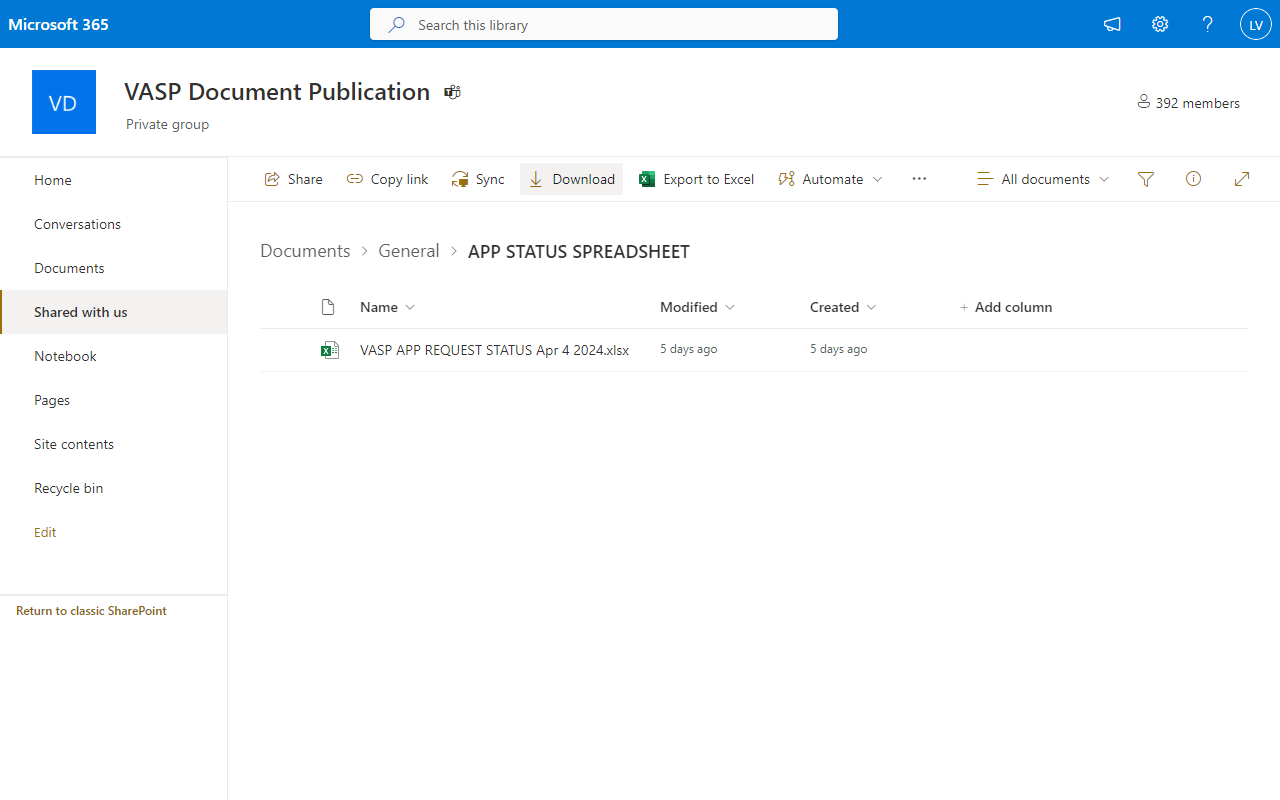 Microsoft 365
Search this library
LV
VD
VASP Document Publication
Private group
392 members
Home
Conversations
Documents
Shared with us
Notebook
Pages
Site contents
Recycle bin
Edit
Return to classic SharePoint
Share
Copy link
Sync
Download
Export to Excel
Automate
All documents
Documents > General > APP STATUS SPREADSHEET
Name Modified Created + Add column
VASP APP REQUEST STATUS Apr 4 2024.xlsx 5 days ago 5 days ago